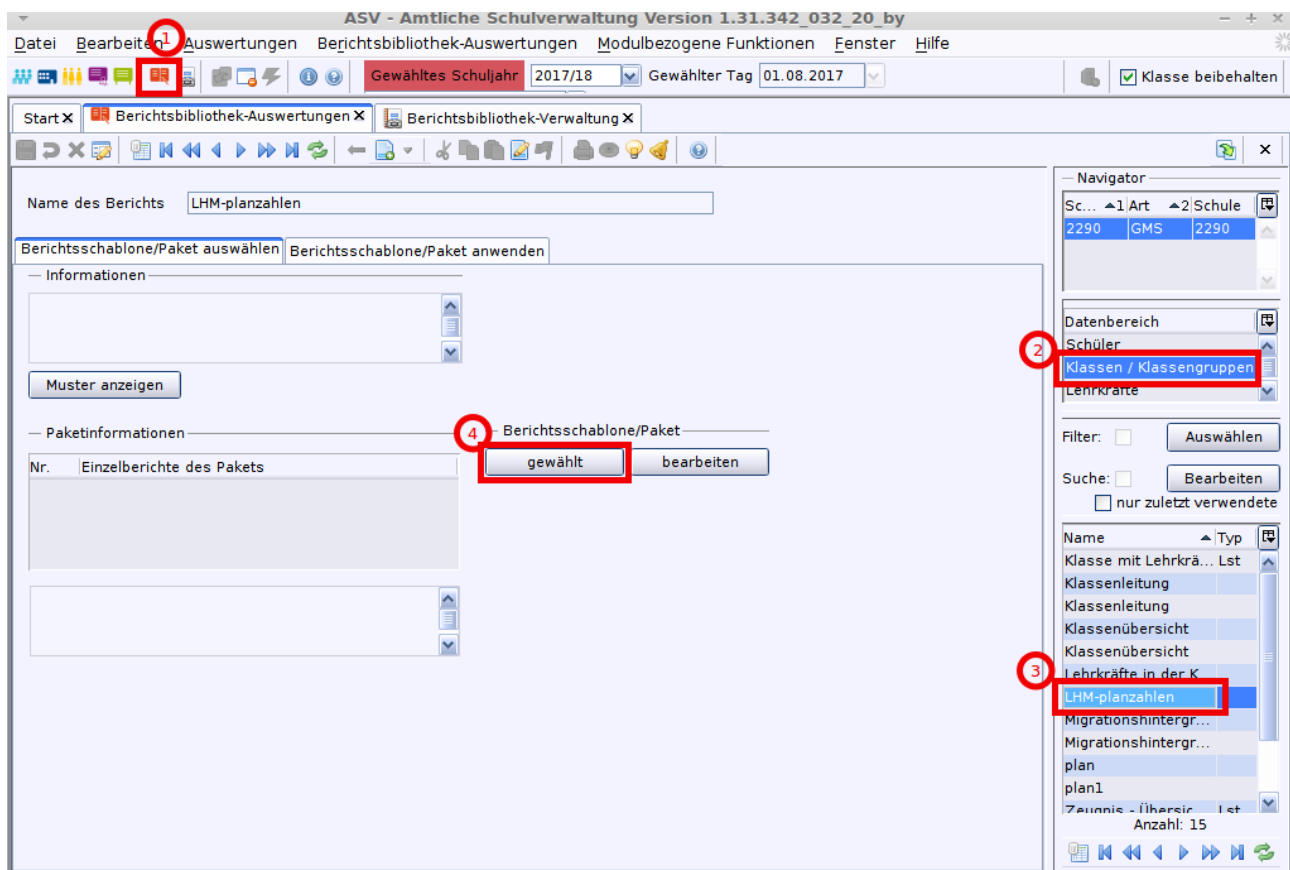 ASV - Amtliche Schulverwaltung Version 1.31.342_032_20_by
Datei Bearbeiten Auswertungen Berichtsbibliothek-Auswertungen Modulbezogene Funktionen Fenster Hilfe
1
Gewähltes Schuljahr 2017/18 Gewählter Tag 01.08.2017 Klasse beibehalten
Start Berichtsbibliothek-Auswertungen Berichtsbibliothek-Verwaltung
Name des Berichts LHM-planzahlen
Berichtsschablone/Paket auswählen Berichtsschablone/Paket anwenden
Informationen
Muster anzeigen
Paketinformationen
Nr. Einzelberichte des Pakets
4
Berichtsschablone/Paket
gewählt bearbeiten
Navigator
Sc... 1 Art 2 Schule
2290 GMS 2290
Datenbereich
Schüler
2
Klassen / Klassengruppen
Lehrkräfte
Filter: Auswählen
Suche: Bearbeiten
nur zuletzt verwendete
Name Typ
Klasse mit Lehrkrä... Lst
Klassenleitung
Klassenleitung
Klassenübersicht
Klassenübersicht
3
Lehrkräfte in der K...
LHM-planzahlen
Migrationshintergr...
Migrationshintergr...
plan
plan1
Zeugnis - Übersic... Lst
Anzahl: 15